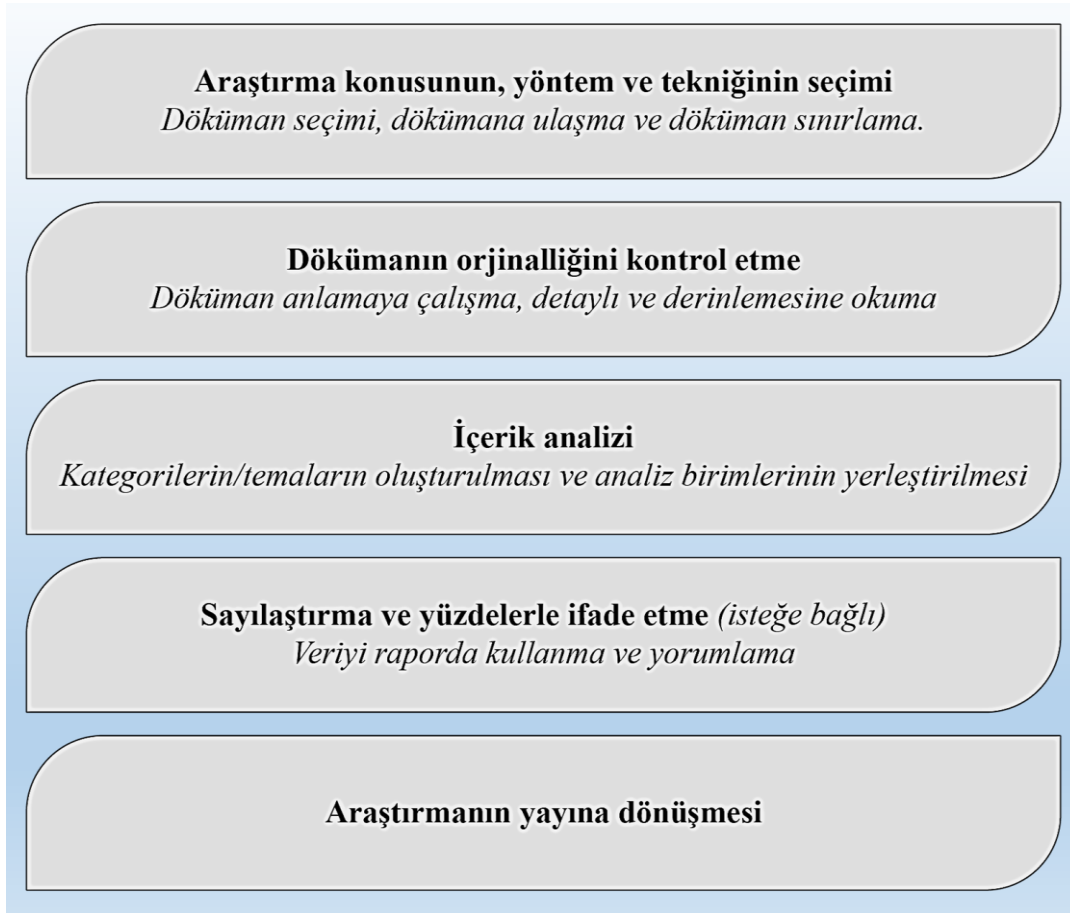 Araştırma konusunun, yöntem ve tekniğinin seçimi
Döküman seçimi, dökümana ulaşma ve döküman sınırlama.
Dökümanın orjinalliğini kontrol etme
Döküman anlamaya çalışma, detaylı ve derinlemesine okuma
İçerik analizi
Kategorilerin/temaların oluşturulması ve analiz birimlerinin yerleştirilmesi
Sayılaştırma ve yüzdelerle ifade etme (isteğe bağlı)
Veriyi raporda kullanma ve yorumlama
Araştırmanın yayına dönüşmesi